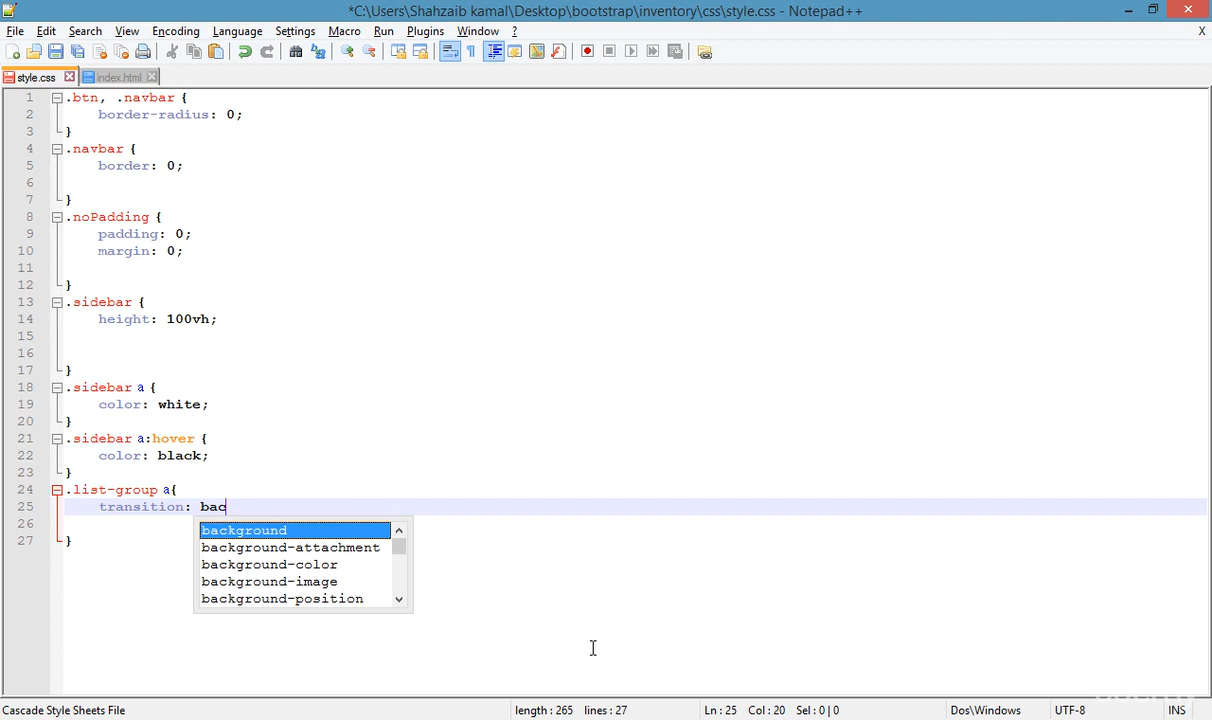 *C:\Users\Shahzaib kamal\Desktop\bootstrap\inventory\css\style.css - Notepad++
File Edit Search View Encoding Language Settings Macro Run Plugins Window ? X
style.css index.html
1 .btn, .navbar {
2 border-radius: 0;
3 }
4 .navbar {
5 border: 0;
6
7 }
8 .noPadding {
9 padding: 0;
10 margin: 0;
11
12 }
13 .sidebar {
14 height: 100vh;
15
16
17 }
18 .sidebar a {
19 color: white;
20 }
21 .sidebar a:hover {
22 color: black;
23 }
24 .list-group a{
25 transition: bac
26
27 }
background
background-attachment
background-color
background-image
background-position
Cascade Style Sheets File length : 265 lines : 27 Ln : 25 Col : 20 Sel : 0 | 0 Dos\Windows UTF-8 INS